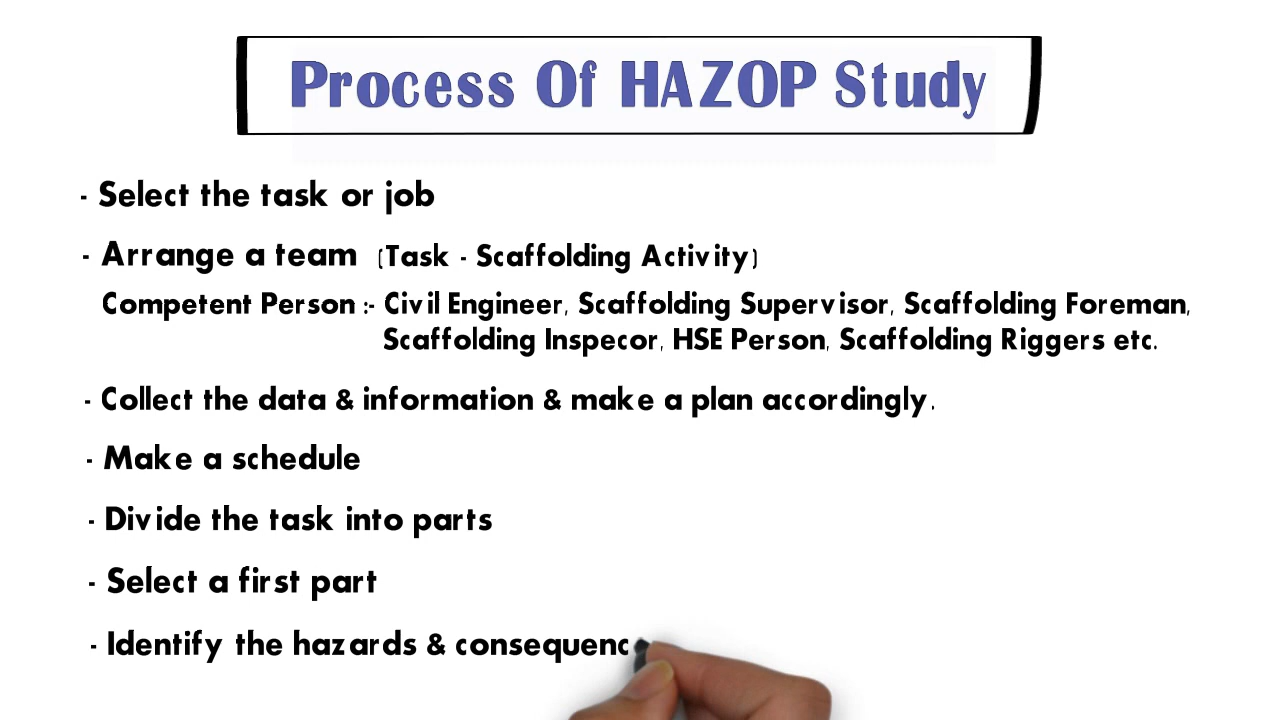 Process Of HAZOP Study
- Select the task or job
- Arrange a team (Task - Scaffolding Activity)
Competent Person :- Civil Engineer, Scaffolding Supervisor, Scaffolding Foreman,
Scaffolding Inspecor, HSE Person, Scaffolding Riggers etc.
- Collect the data & information & make a plan accordingly.
- Make a schedule
- Divide the task into parts
- Select a first part
- Identify the hazards & consequenc